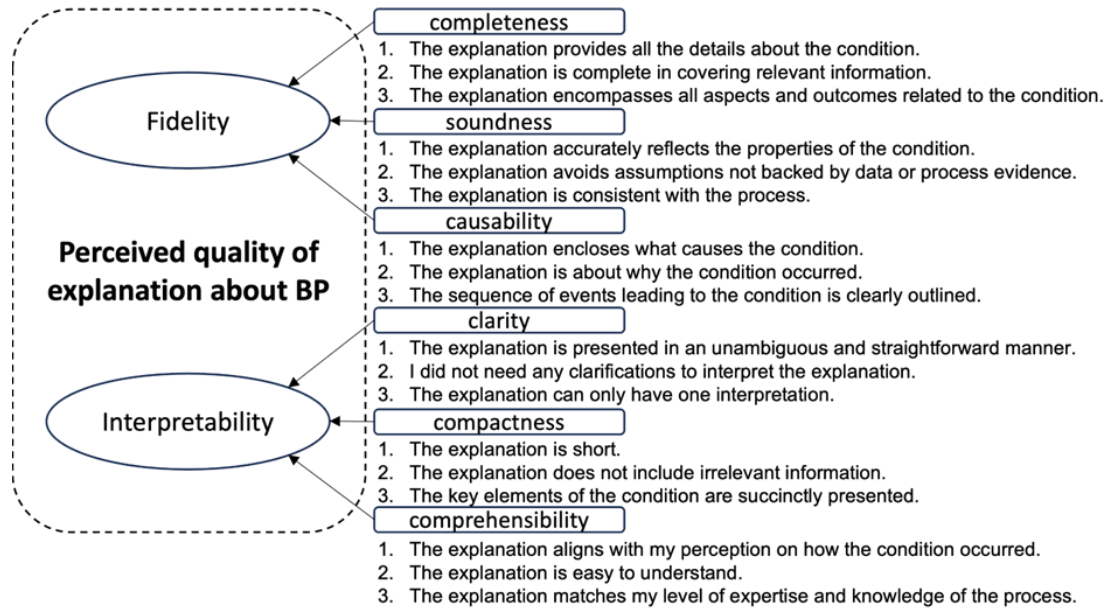 completeness
1. The explanation provides all the details about the condition.
2. The explanation is complete in covering relevant information.
3. The explanation encompasses all aspects and outcomes related to the condition.
Fidelity
soundness
1. The explanation accurately reflects the properties of the condition.
2. The explanation avoids assumptions not backed by data or process evidence.
3. The explanation is consistent with the process.
causability
1. The explanation encloses what causes the condition.
2. The explanation is about why the condition occurred.
3. The sequence of events leading to the condition is clearly outlined.
Perceived quality of
explanation about BP
clarity
1. The explanation is presented in an unambiguous and straightforward manner.
2. I did not need any clarifications to interpret the explanation.
3. The explanation can only have one interpretation.
Interpretability
compactness
1. The explanation is short.
2. The explanation does not include irrelevant information.
3. The key elements of the condition are succinctly presented.
comprehensibility
1. The explanation aligns with my perception on how the condition occurred.
2. The explanation is easy to understand.
3. The explanation matches my level of expertise and knowledge of the process.